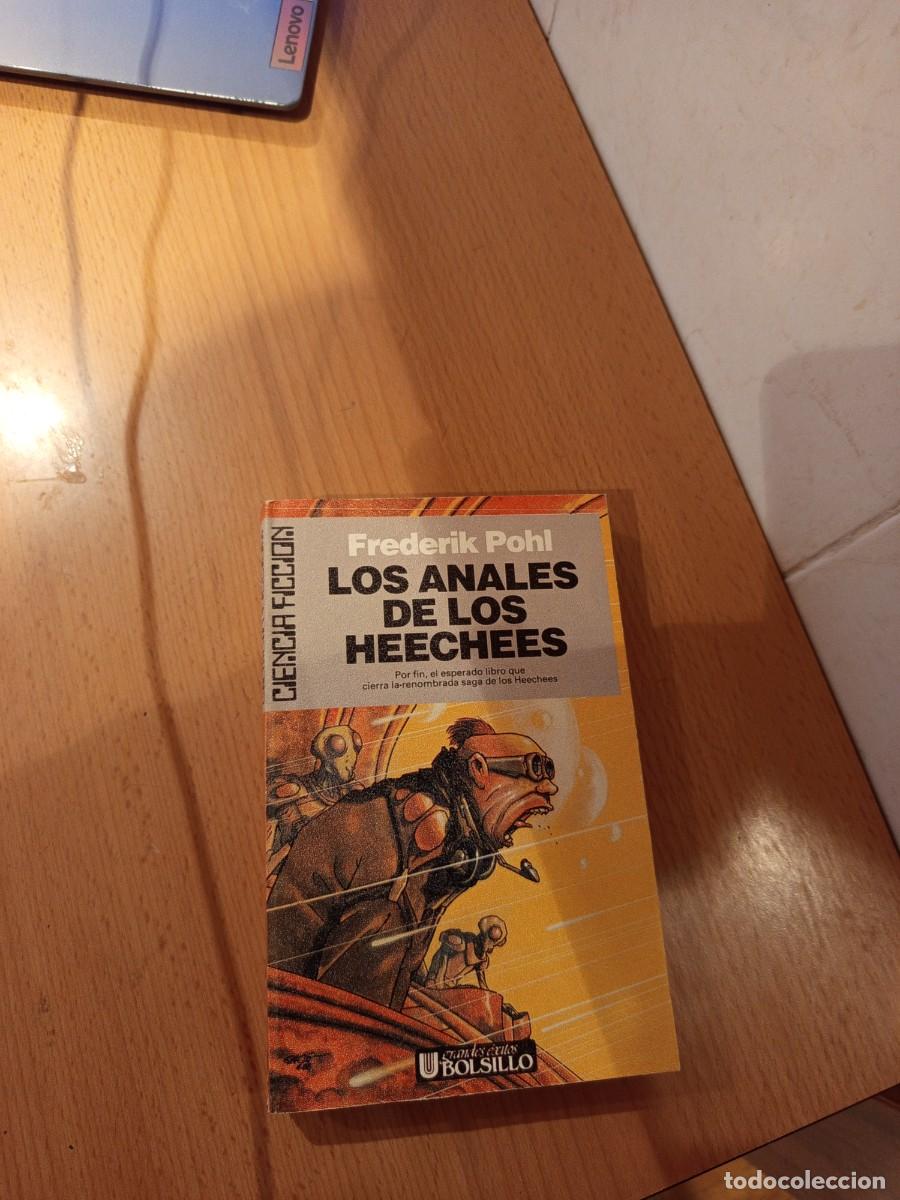 Lenovo
CIENCIA FICCION
Frederik Pohl
LOS ANALES
DE LOS
HEECHEES
Por fin, el esperado libro que
cierra la renombrada saga de los Heechees
U grandes éxitos
BOLSILLO
todocoleccion